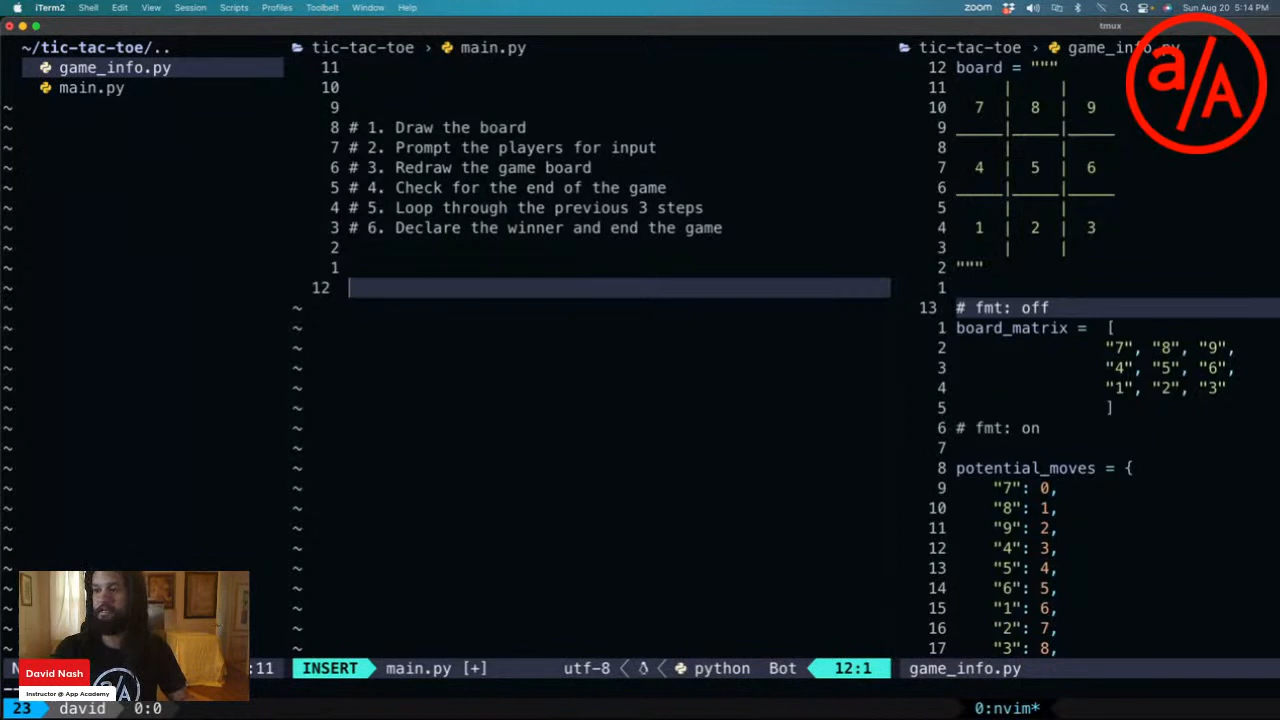 iTerm2 Shell Edit View Session Scripts Profiles Toolbelt Window Help
zoom Sun Aug 20 5:14 PM
tmux
~/tic-tac-toe/..
game_info.py
main.py
tic-tac-toe › main.py
11
10
9
8 # 1. Draw the board
7 # 2. Prompt the players for input
6 # 3. Redraw the game board
5 # 4. Check for the end of the game
4 # 5. Loop through the previous 3 steps
3 # 6. Declare the winner and end the game
2
1
12
tic-tac-toe › game_info.py
12 board = """
11 | |
10 7 | 8 | 9
9 _____|_____|_____
8 | |
7 4 | 5 | 6
6 _____|_____|_____
5 | |
4 1 | 2 | 3
3 | |
2 """
1
13 # fmt: off
1 board_matrix = [
2 "7", "8", "9",
3 "4", "5", "6",
4 "1", "2", "3"
5 ]
6 # fmt: on
7
8 potential_moves = {
9 "7": 0,
10 "8": 1,
11 "9": 2,
12 "4": 3,
13 "5": 4,
14 "6": 5,
15 "1": 6,
16 "2": 7,
17 "3": 8,
a/A
David Nash
Instructor @ App Academy
a/A
N :11
INSERT main.py [+] utf-8 python Bot 12:1
game_info.py
23 david 0:0 0:nvim*